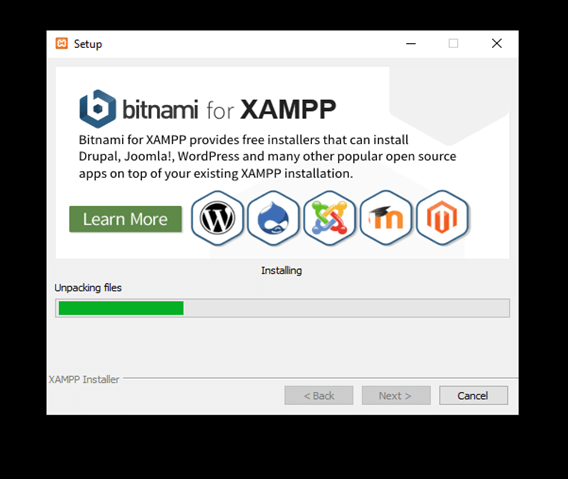 Setup
bitnami for XAMPP
Bitnami for XAMPP provides free installers that can install
Drupal, Joomla!, WordPress and many other popular open source
apps on top of your existing XAMPP installation.
Learn More
Installing
Unpacking files
XAMPP Installer
< Back
Next >
Cancel